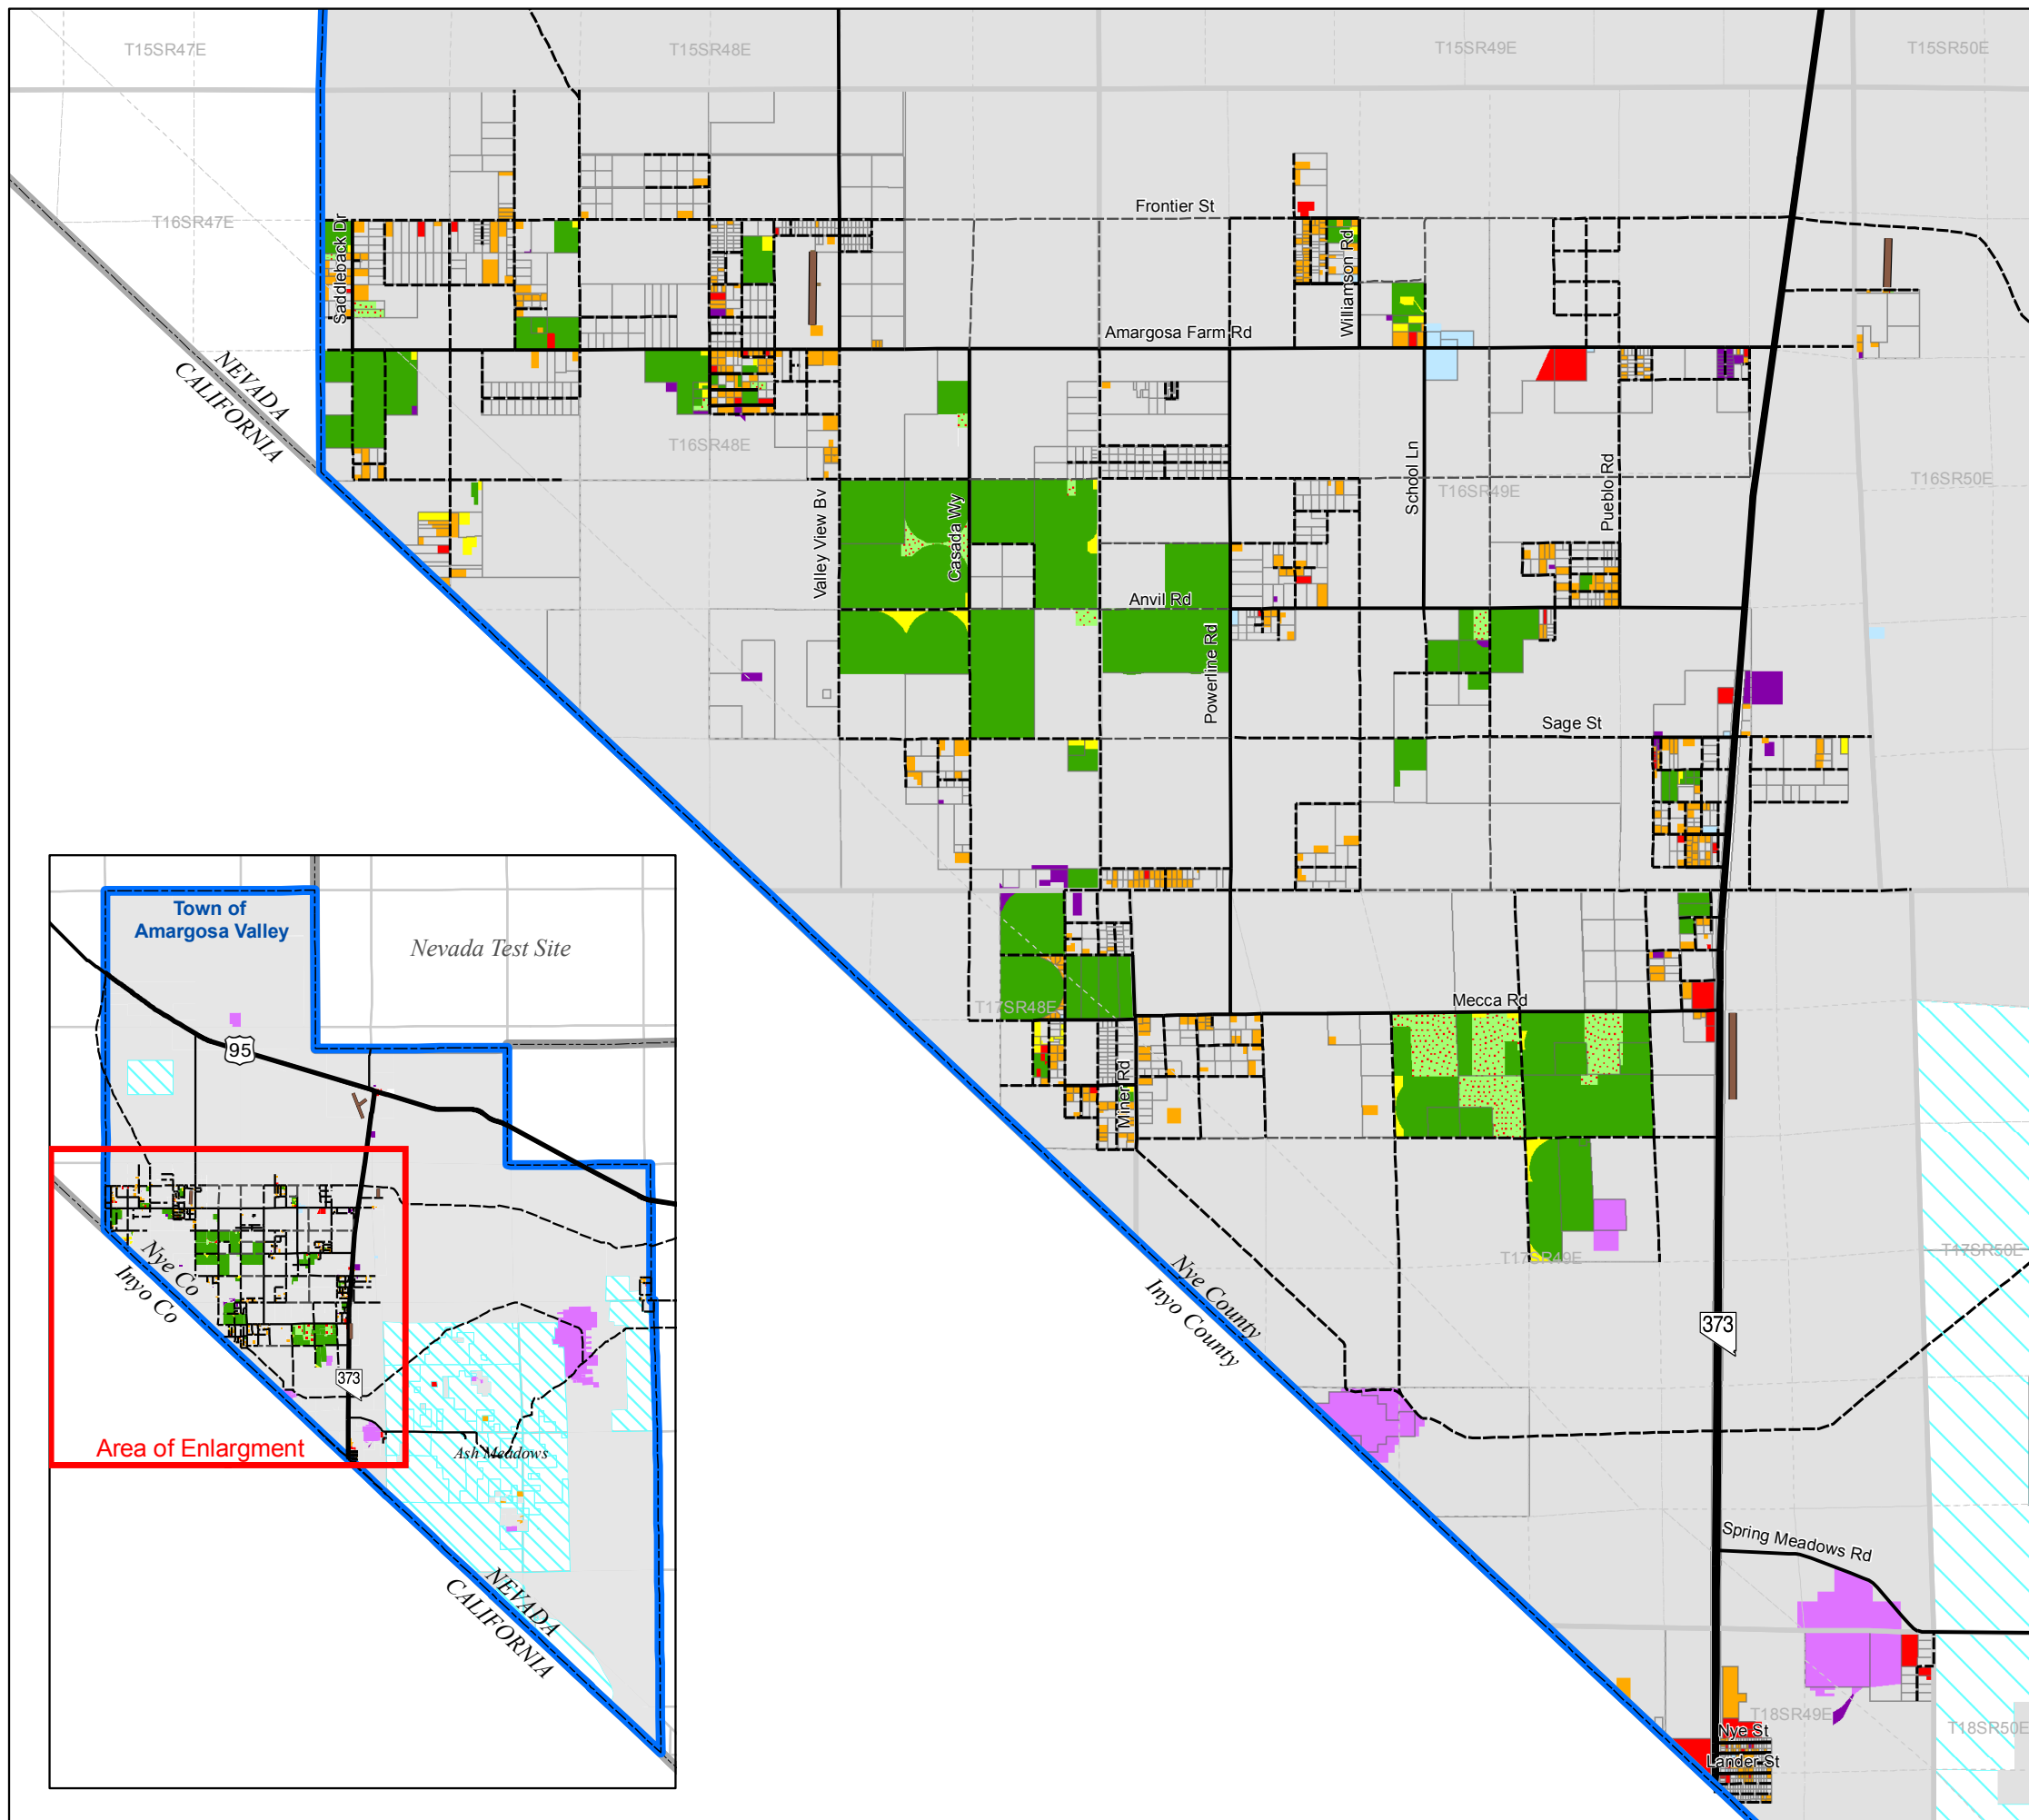 T15SR47E
T15SR48E
T15SR49E
T15SR50E
T16SR47E
Frontier St
Saddleback Dr
Williamson Rd
Amargosa Farm Rd
NEVADA
CALIFORNIA
T16SR48E
Valley View Bv
Casada Wy
School Ln
T16SR49E
Pueblo Rd
T16SR50E
Anvil Rd
Powerline Rd
Sage St
T17SR48E
Mecca Rd
Miner Rd
T17SR49E
T17SR50E
Nye County
Inyo County
373
Spring Meadows Rd
T18SR49E
T18SR50E
Nye St
Lander St
Town of
Amargosa Valley
Nevada Test Site
95
Nye Co
Inyo Co
373
Area of Enlargment
Ash Meadows
NEVADA
CALIFORNIA